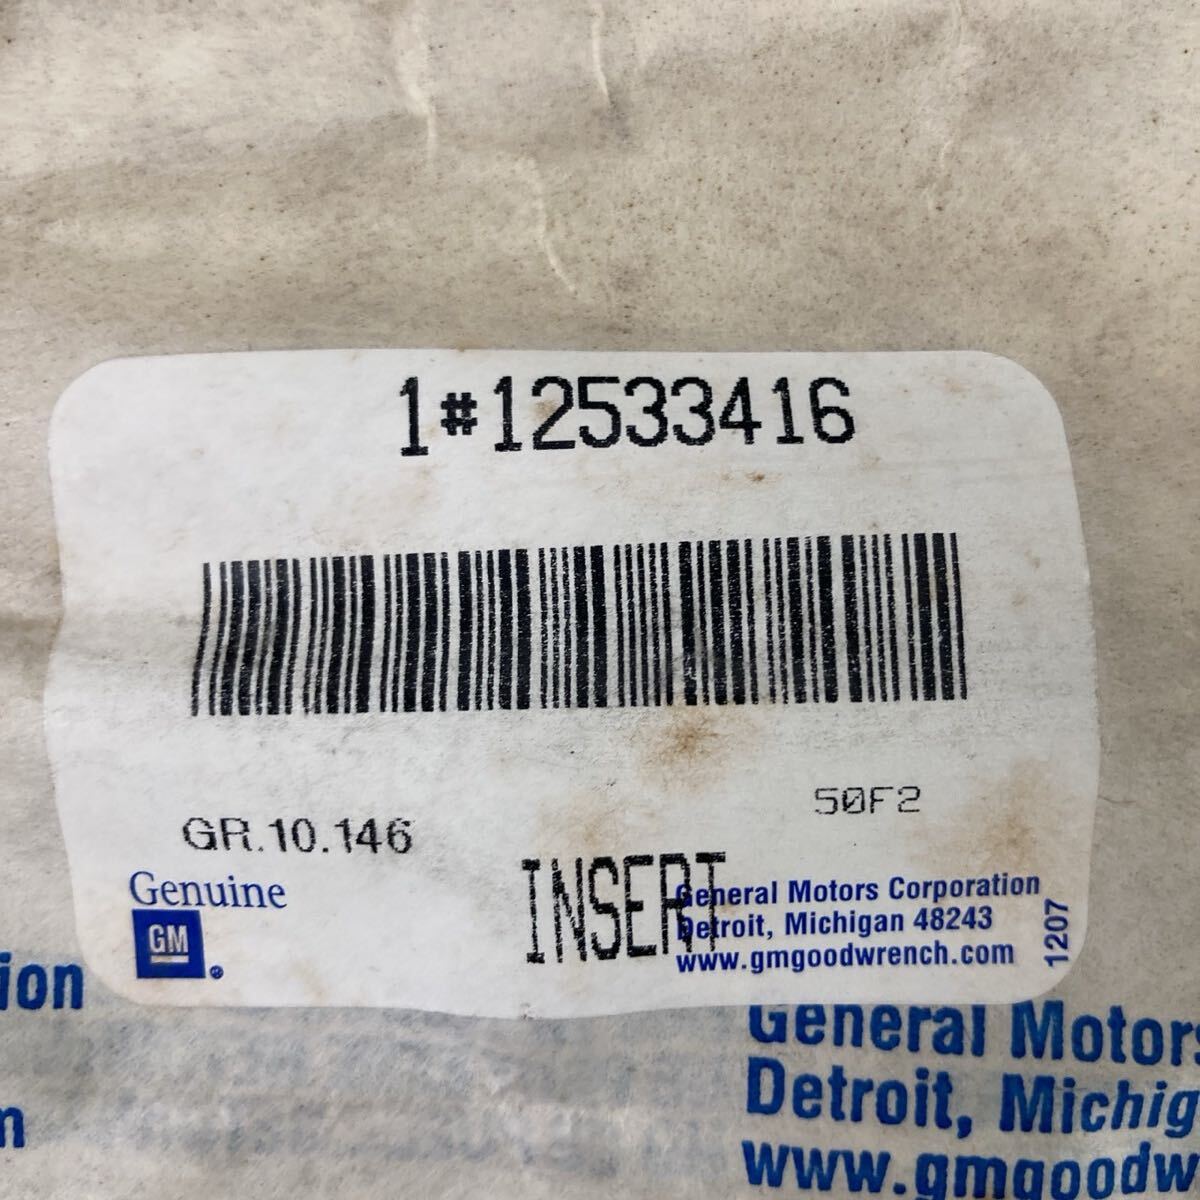 1#12533416
50F2
GR.10.146
INSERT
Genuine
GM
General Motors Corporation
Detroit, Michigan 48243
www.gmgoodwrench.com
1207
ion
m
General Motors
Detroit, Michig
www.gmgoodw